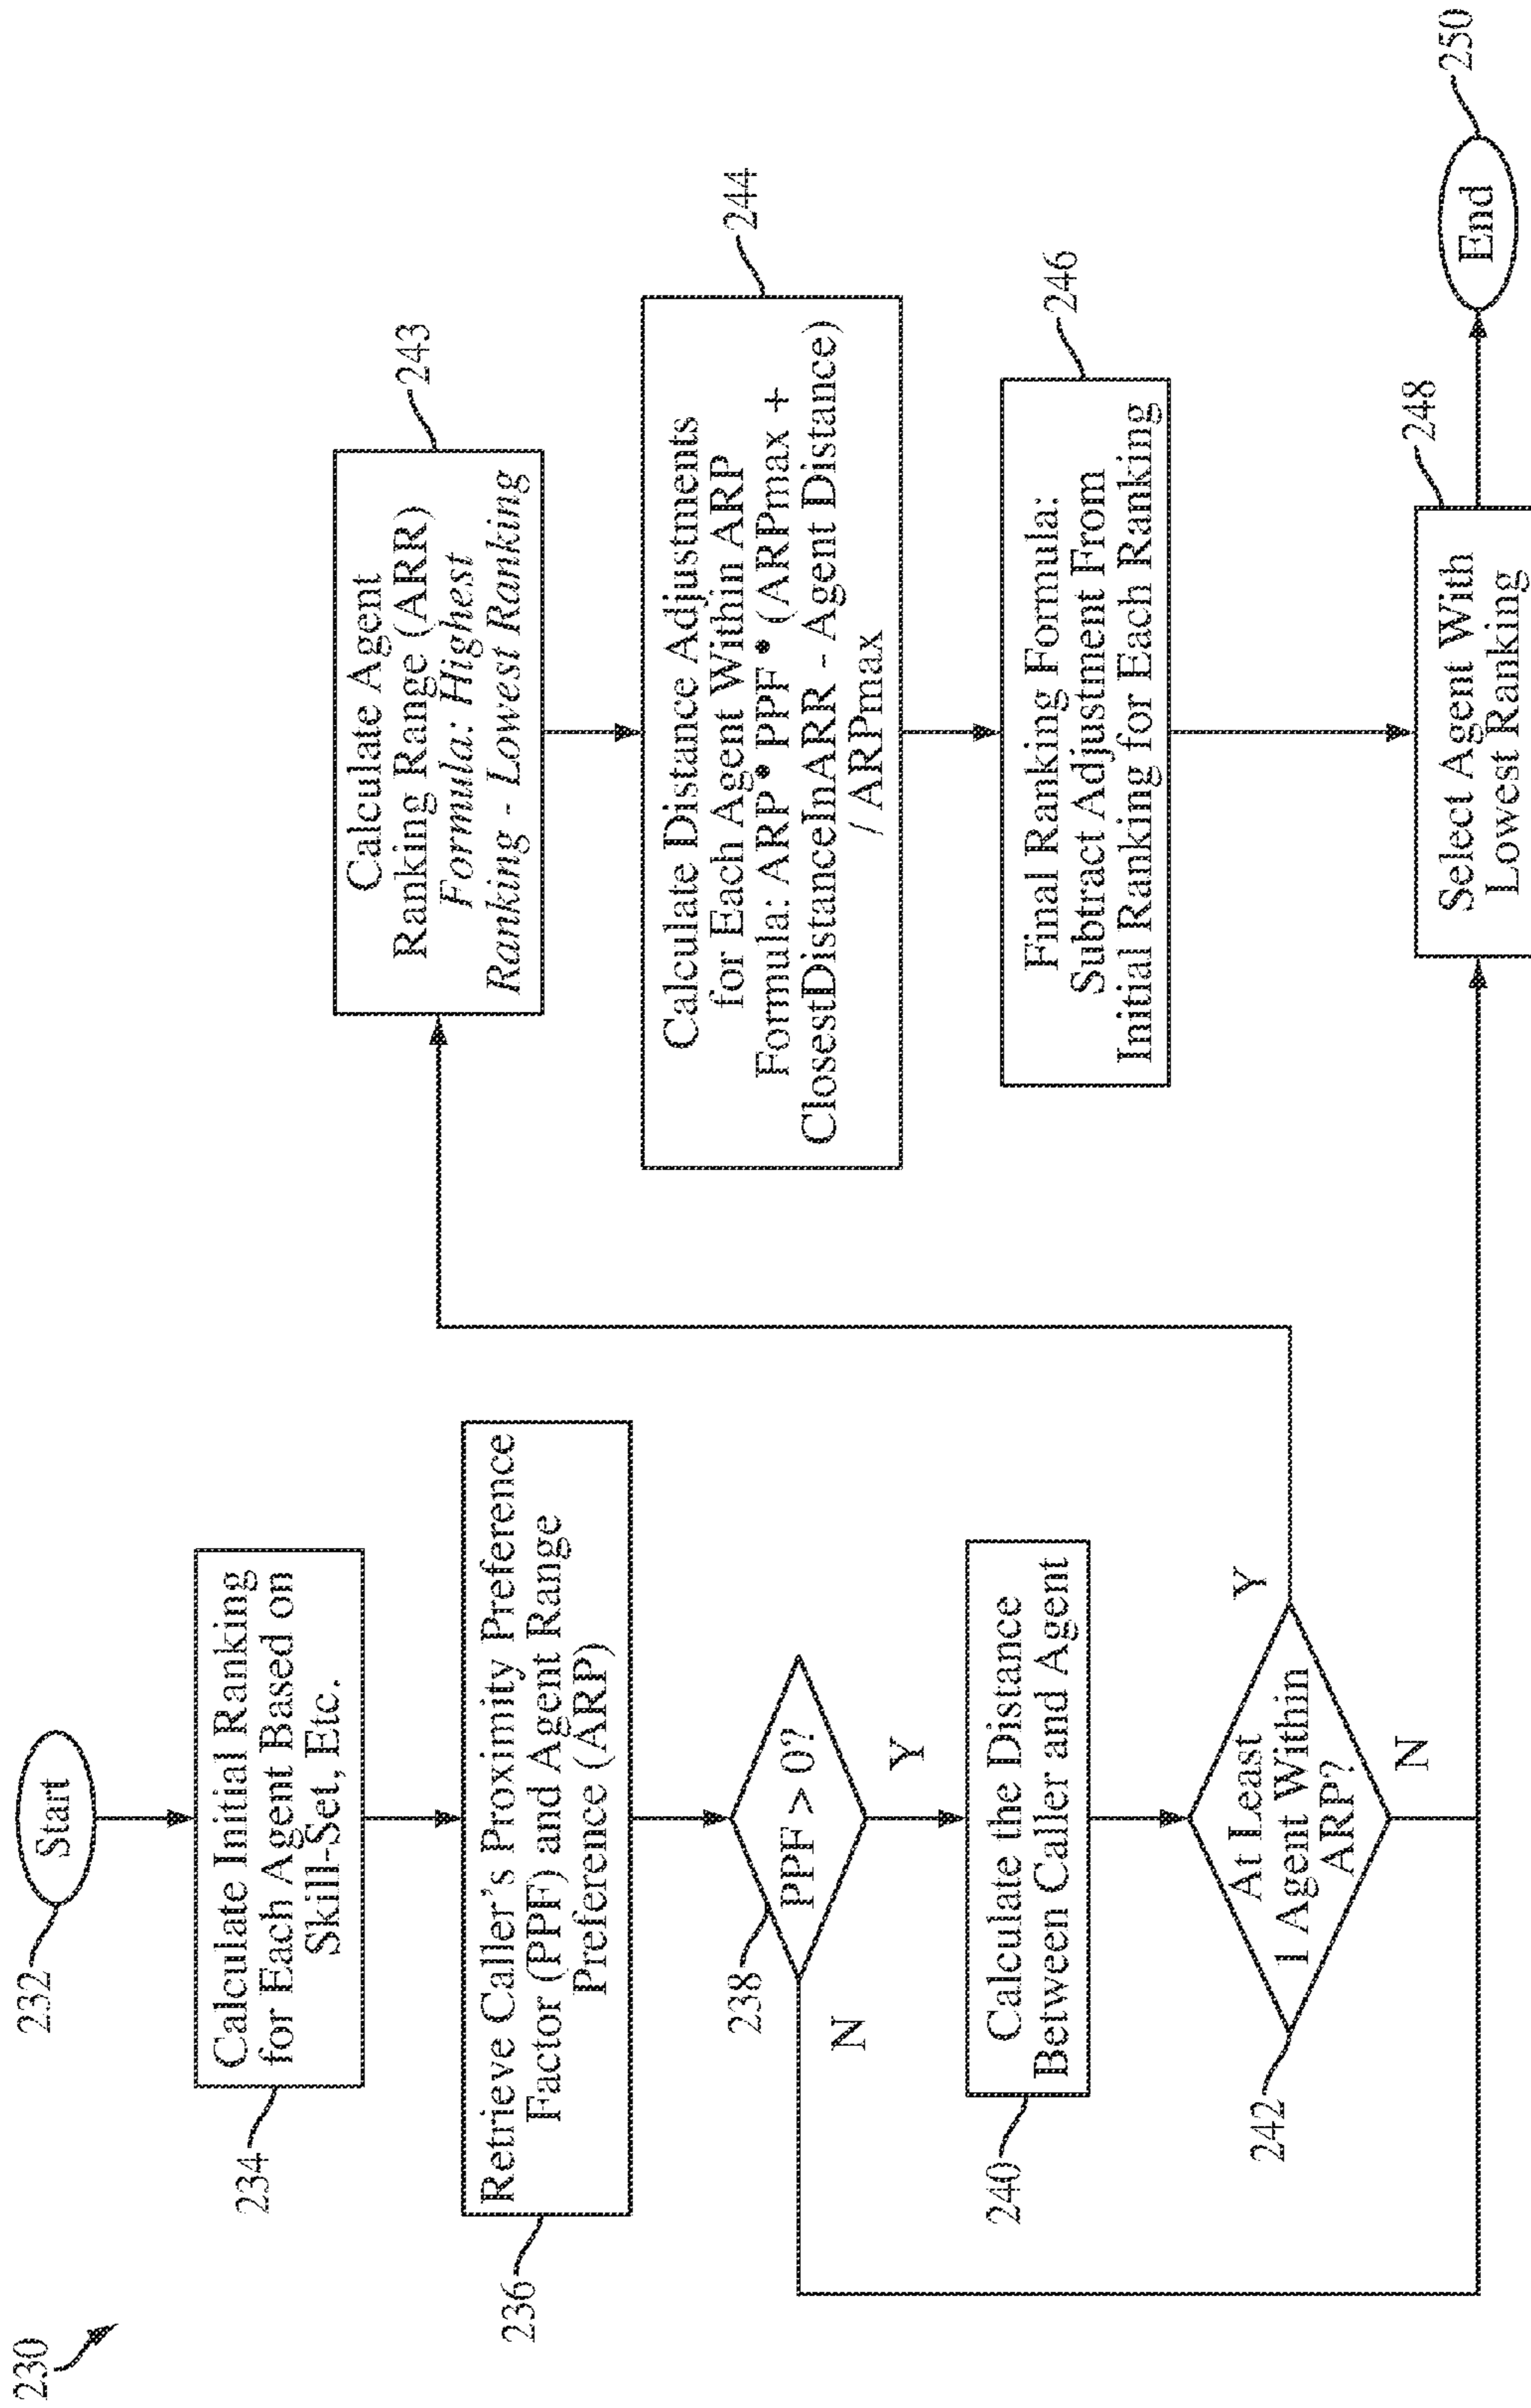 230
232
Start
234
Calculate Initial Ranking
for Each Agent Based on
Skill-Set, Etc.
236
Retrieve Caller's Proximity Preference
Factor (PPF) and Agent Range
Preference (ARP)
238
PPF > 0?
N
Y
240
Calculate the Distance
Between Caller and Agent
242
At Least
1 Agent Within
ARP?
Y
N
243
Calculate Agent
Ranking Range (ARR)
Formula: Highest
Ranking - Lowest Ranking
244
Calculate Distance Adjustments
for Each Agent Within ARP
Formula: ARP • PPF • (ARPmax +
ClosestDistanceInARR - Agent Distance)
/ ARPmax
246
Final Ranking Formula:
Subtract Adjustment From
Initial Ranking for Each Ranking
248
Select Agent With
Lowest Ranking
End
250